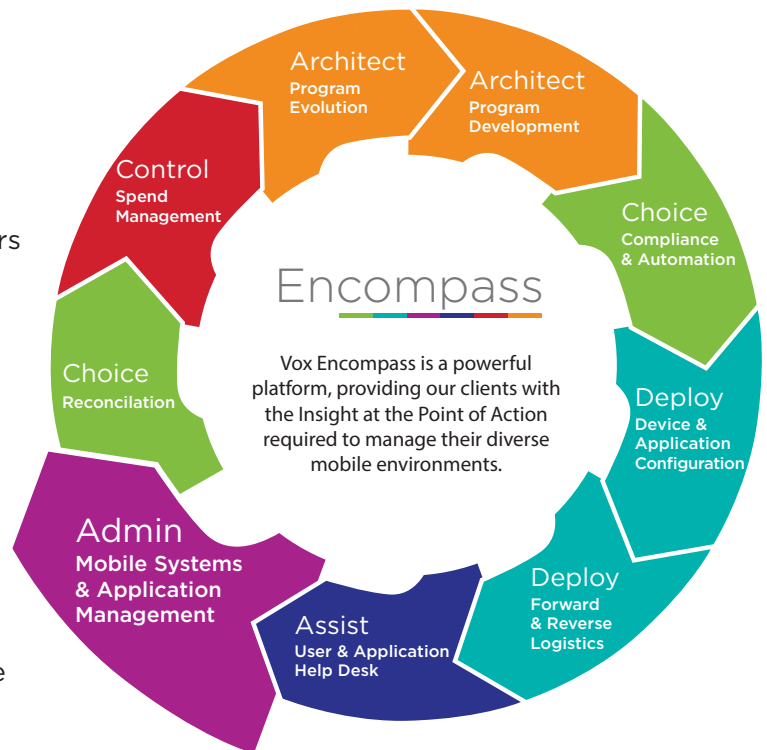 Architect
Program
Evolution
Architect
Program
Development
Control
Spend
Management
Choice
Compliance
& Automation
rs
Encompass
Vox Encompass is a powerful
platform, providing our clients with
the Insight at the Point of Action
required to manage their diverse
mobile environments.
Choice
Reconcilation
Deploy
Device &
Application
Configuration
Admin
Mobile Systems
& Application
Management
Deploy
Forward
& Reverse
Logistics
Assist
User & Application
Help Desk
e